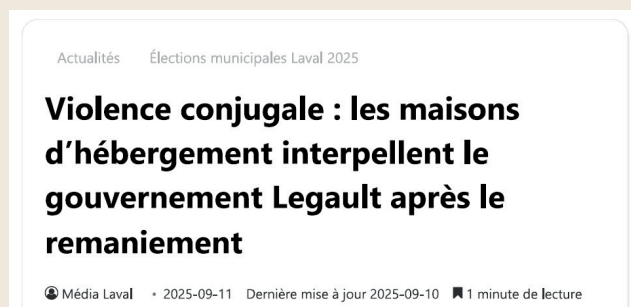 Actualités Élections municipales Laval 2025
Violence conjugale : les maisons
d’hébergement interpellent le
gouvernement Legault après le
remaniement
Média Laval • 2025-09-11 Dernière mise à jour 2025-09-10 1 minute de lecture